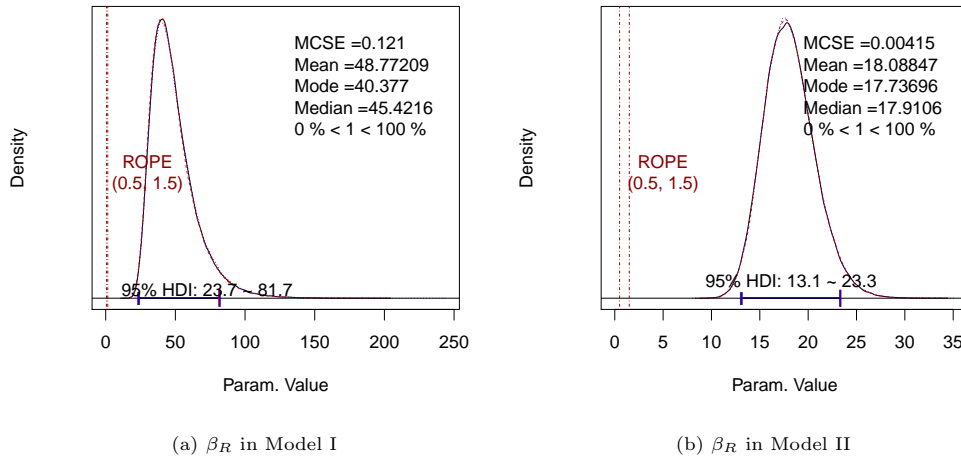 MCSE =0.121
Mean =48.77209
Mode =40.377
Median =45.4216
0 % < 1 < 100 %
ROPE
(0.5, 1.5)
95% HDI: 23.7 ~ 81.7
Density
0 50 100 150 200 250
Param. Value
(a) β_R in Model I
MCSE =0.00415
Mean =18.08847
Mode =17.73696
Median =17.9106
0 % < 1 < 100 %
ROPE
(0.5, 1.5)
95% HDI: 13.1 ~ 23.3
Density
0 5 10 15 20 25 30 35
Param. Value
(b) β_R in Model II